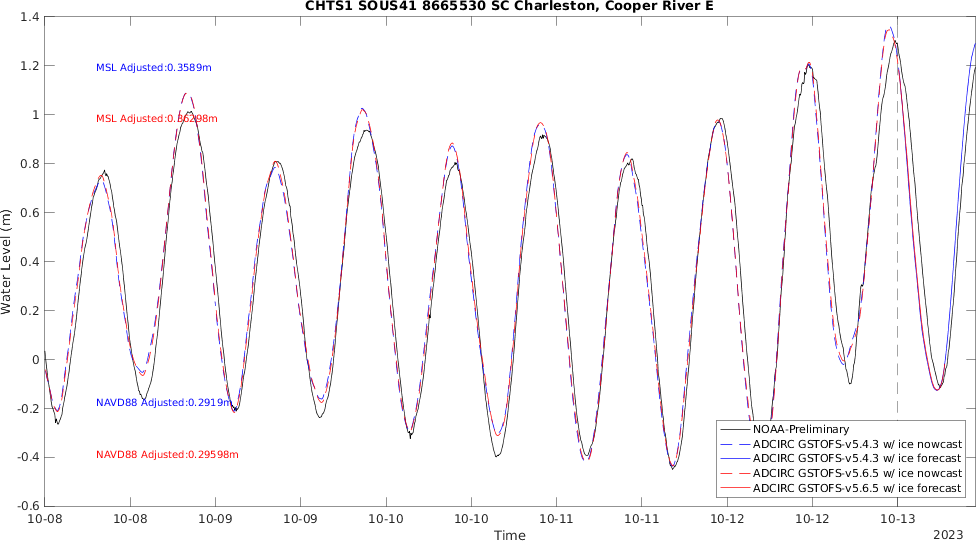 CHTS1 SOUS41 8665530 SC Charleston, Cooper River E
1.4
1.2
1
0.8
0.6
0.4
0.2
0
-0.2
-0.4
-0.6
Water Level (m)
MSL Adjusted:0.3589m
MSL Adjusted:0.36298m
NAVD88 Adjusted:0.2919m
NAVD88 Adjusted:0.29598m
NOAA-Preliminary
ADCIRC GSTOFS-v5.4.3 w/ ice nowcast
ADCIRC GSTOFS-v5.4.3 w/ ice forecast
ADCIRC GSTOFS-v5.6.5 w/ ice nowcast
ADCIRC GSTOFS-v5.6.5 w/ ice forecast
10-08 10-08 10-09 10-09 10-10 10-10 10-11 10-11 10-12 10-12 10-13
Time
2023